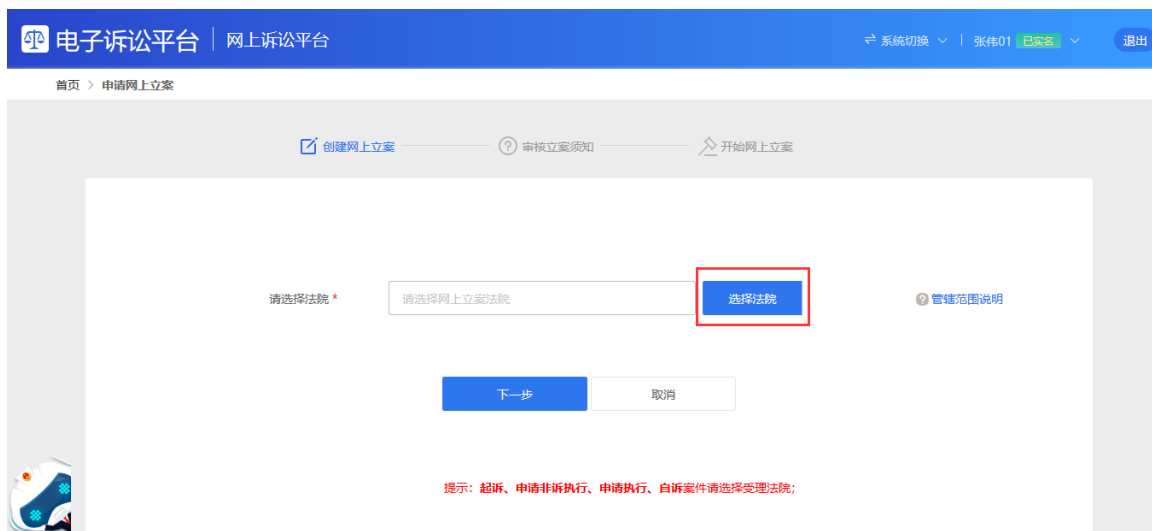 电子诉讼平台 网上诉讼平台 系统切换 张伟01 已实名 退出
首页 > 申请网上立案
创建网上立案 审核立案须知 开始网上立案
请选择法院 * 请选择网上立案法院 选择法院 管辖范围说明
下一步 取消
提示：起诉、申请非诉执行、申请执行、自诉案件请选择受理法院;